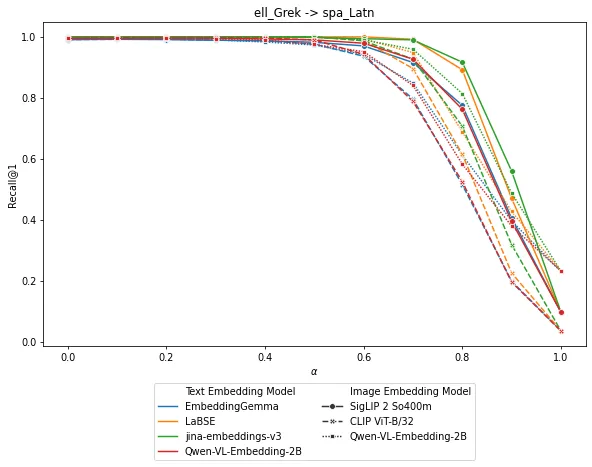 ell_Grek -> spa_Latn
1.0
0.8
0.6
0.4
0.2
0.0
Recall@1
0.0 0.2 0.4 0.6 0.8 1.0
α
Text Embedding Model Image Embedding Model
EmbeddingGemma SigLIP 2 So400m
LaBSE CLIP ViT-B/32
jina-embeddings-v3 Qwen-VL-Embedding-2B
Qwen-VL-Embedding-2B